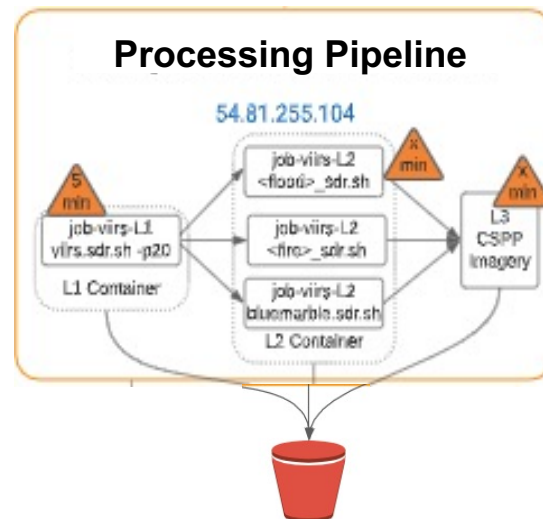 Processing Pipeline
54.81.255.104
5
min
job-viirs-L1
viirs.sdr.sh -p20
L1 Container
job-viirs-L2
<flood>_sdr.sh
job-viirs-L2
<fire>_sdr.sh
job-viirs-L2
bluemarble.sdr.sh
L2 Container
x
min
x
min
L3
CSPP
Imagery